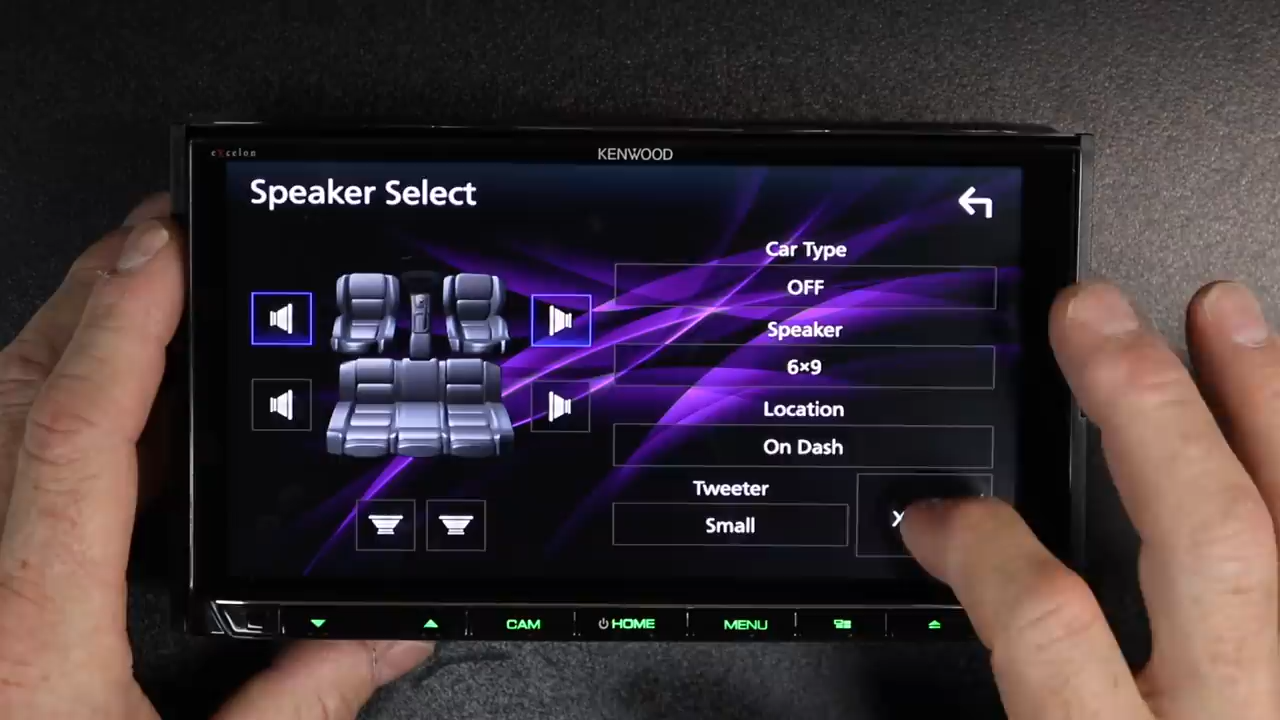 eXcelon
KENWOOD
Speaker Select
Car Type
OFF
Speaker
6×9
Location
On Dash
Tweeter
Small
CAM
HOME
MENU